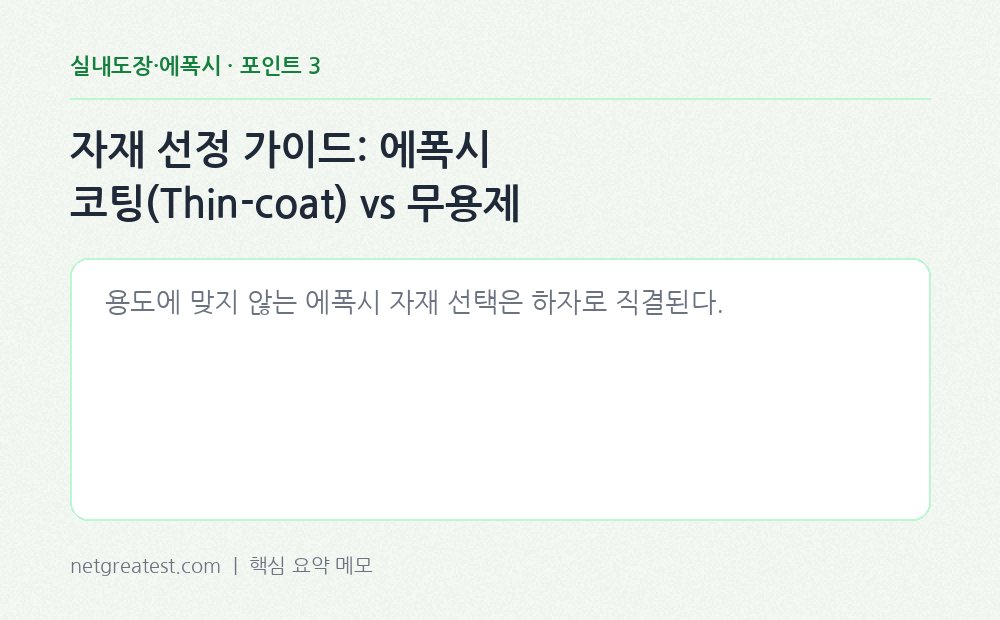 실내도장·에폭시 · 포인트 3
자재 선정 가이드: 에폭시
코팅(Thin-coat) vs 무용제
용도에 맞지 않는 에폭시 자재 선택은 하자로 직결된다.
netgreatest.com | 핵심 요약 메모